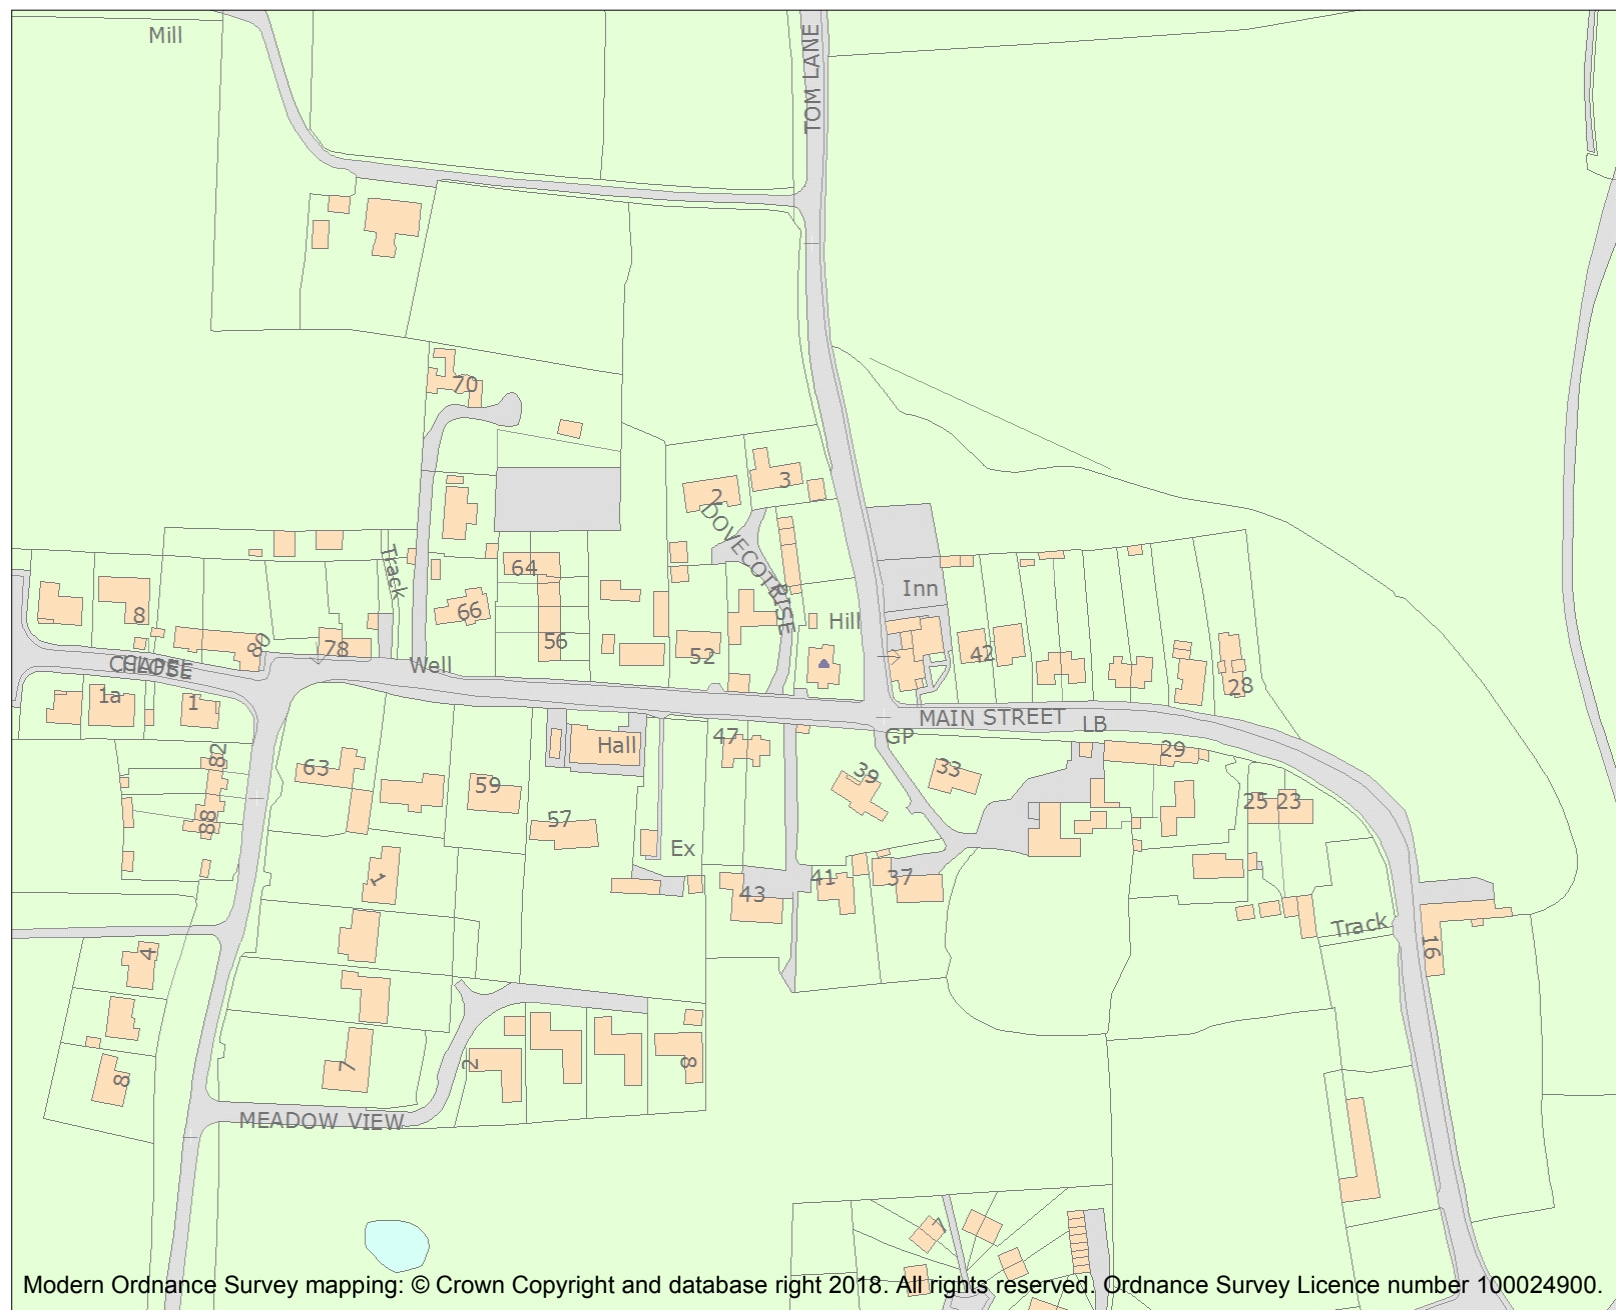 Mill
TOM LANE
70
2
3
DOVECOTE
RISE
Track
64
66
56
52
Inn
Hill
8
80
78
Well
42
28
CHAPEL
CLOSE
1a
1
MAIN STREET
LB
GP
82
88
63
59
57
Hall
47
39
33
29
25
23
Ex
1
43
41
37
Track
16
4
8
7
2
8
MEADOW VIEW
7
Modern Ordnance Survey mapping: © Crown Copyright and database right 2018. All rights reserved. Ordnance Survey Licence number 100024900.